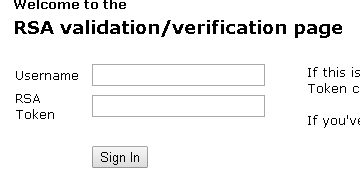 Welcome to the
RSA validation/verification page
Username
RSA
Token
Sign In
If this is
Token c
If you've